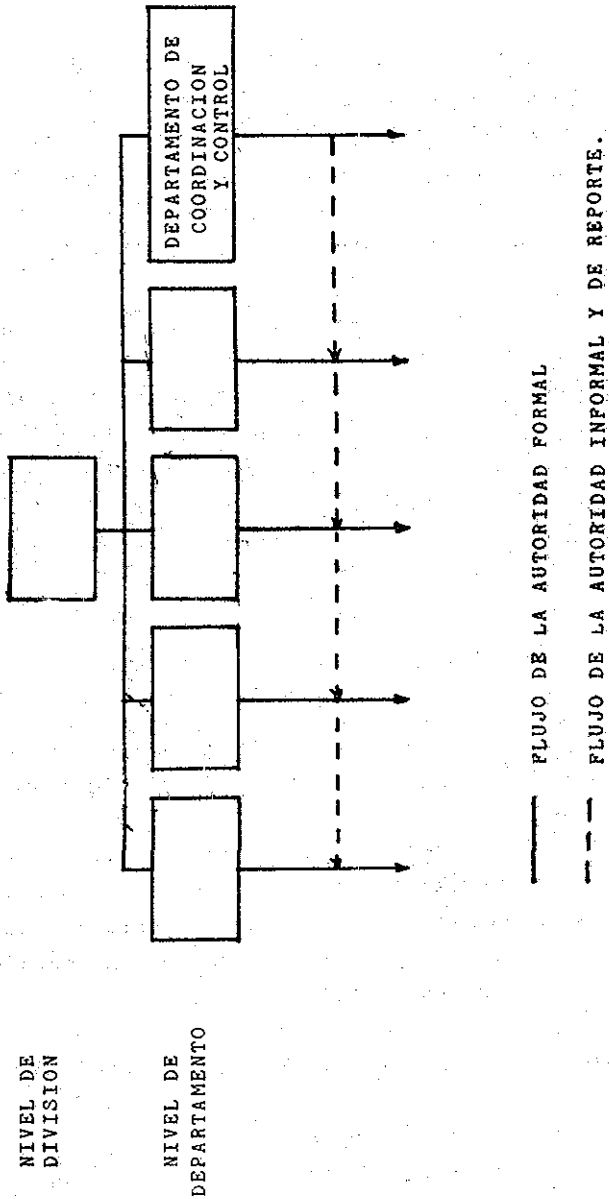 NIVEL DE
DIVISION
NIVEL DE
DEPARTAMENTO
DEPARTAMENTO DE
COORDINACION
Y CONTROL
FLUJO DE LA AUTORIDAD FORMAL
FLUJO DE LA AUTORIDAD INFORMAL Y DE REPORTE.